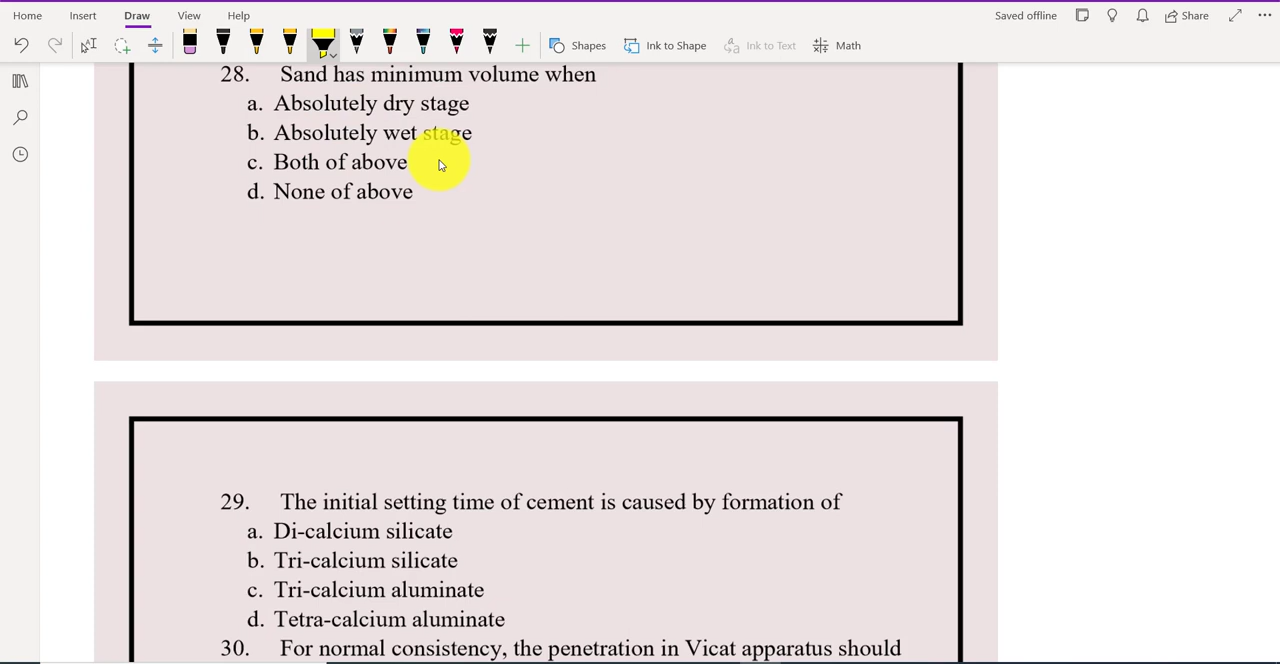 Home Insert Draw View Help Saved offline Share
Shapes Ink to Shape Ink to Text Math
28. Sand has minimum volume when
a. Absolutely dry stage
b. Absolutely wet stage
c. Both of above
d. None of above
29. The initial setting time of cement is caused by formation of
a. Di-calcium silicate
b. Tri-calcium silicate
c. Tri-calcium aluminate
d. Tetra-calcium aluminate
30. For normal consistency, the penetration in Vicat apparatus should